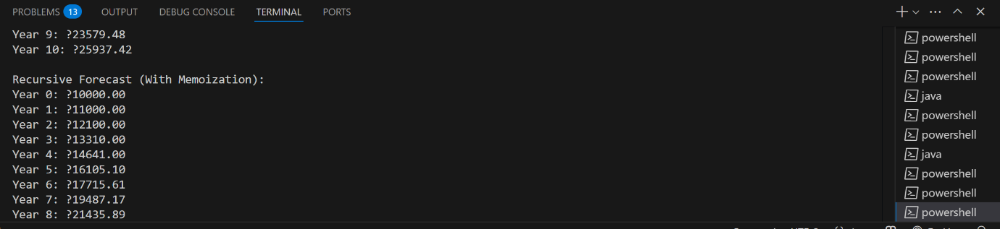 PROBLEMS 13 OUTPUT DEBUG CONSOLE TERMINAL PORTS
Year 9: ?23579.48
Year 10: ?25937.42
Recursive Forecast (With Memoization):
Year 0: ?10000.00
Year 1: ?11000.00
Year 2: ?12100.00
Year 3: ?13310.00
Year 4: ?14641.00
Year 5: ?16105.10
Year 6: ?17715.61
Year 7: ?19487.17
Year 8: ?21435.89
powershell
powershell
powershell
java
powershell
powershell
java
powershell
powershell
powershell